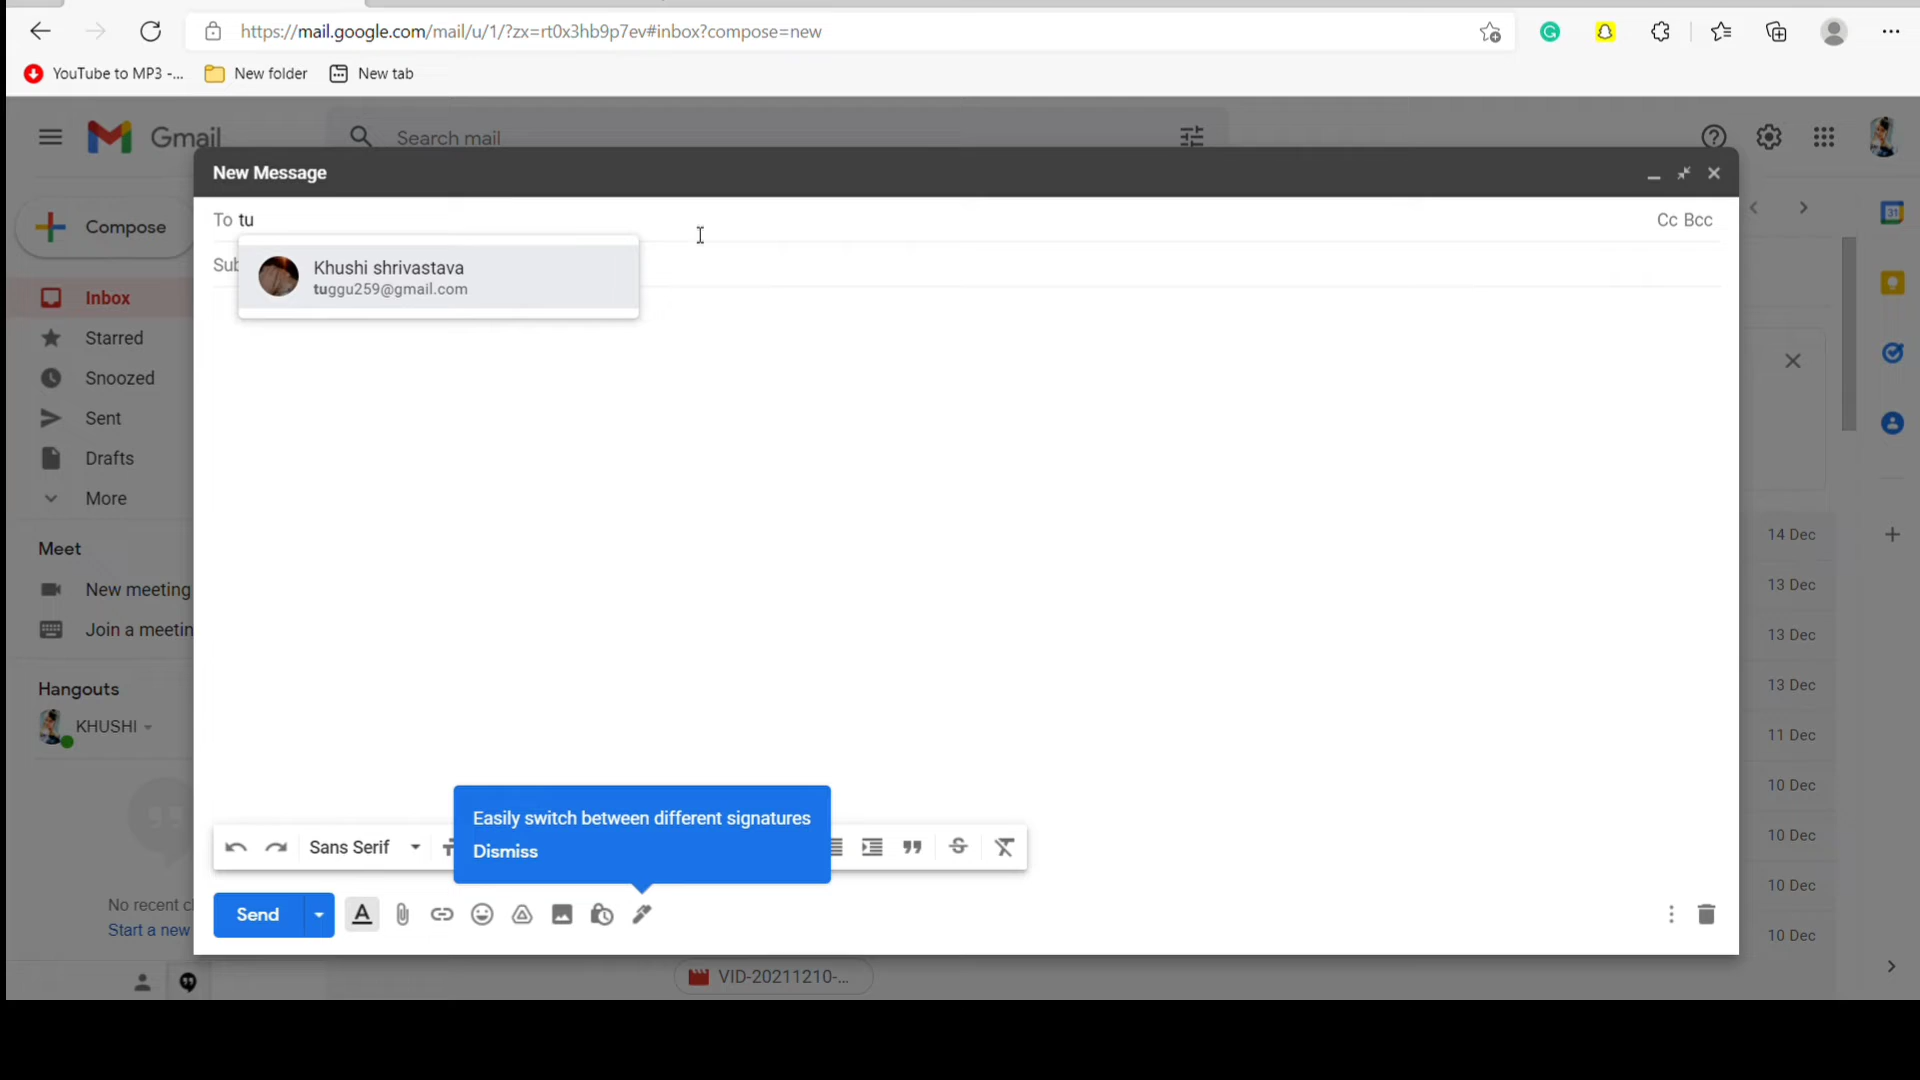 https://mail.google.com/mail/u/1/?zx=rt0x3hb9p7ev#inbox?compose=new
YouTube to MP3 -...
New folder
New tab
Gmail
Search mail
New Message
To tu
Cc Bcc
Compose
Sub
Khushi shrivastava
tuggu259@gmail.com
31
Inbox
Starred
Snoozed
Sent
Drafts
More
14 Dec
Meet
13 Dec
New meeting
Join a meetin
13 Dec
Hangouts
13 Dec
KHUSHI
11 Dec
10 Dec
Easily switch between different signatures
Sans Serif
Dismiss
10 Dec
No recent c
Start a new
Send
10 Dec
10 Dec
VID-20211210-...